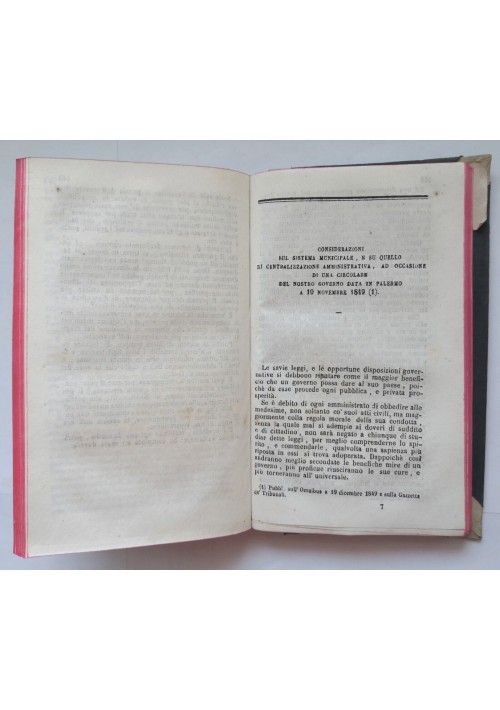 CONSIDERAZIONI
SUL SISTEMA MUNICIPALE, E SU QUELLO
DI CENTRALIZZAZIONE AMMINISTRATIVA, AD OCCASIONE
DI UNA CIRCOLARE
DEL NOSTRO GOVERNO DATA IN PALERMO
A 10 NOVEMBRE 1849 (1).
Le savie leggi, e le opportune disposizioni gover-
native si debbono reputare come il maggior benefi-
cio che un governo possa dare al suo paese, poi-
chè da esse procede ogni pubblica, e privata pro-
sperità.
Se è debito di ogni amministrato di obbedire alle
medesime, non soltanto co' suoi atti civili, ma mag-
giormente colla regola morale della sua condotta,
senza la quale mai si adempie ai doveri di suddito
e di cittadino, non sarà negato a chiunque di stu-
diar dette leggi, per meglio comprenderne lo spi-
rito, e commendarle, qualvolta una sapienza più
riposta in essi si trova adoperata. Dappoichè così
andranno meglio secondate le benefiche mire di un
governo, più proficue riusciranno le sue cure, e
più torneranno all'universale.
(1) Pubbl. nell'Omnibus a 19 dicembre 1849 e sulla Gazzetta
de' Tribunali.
7